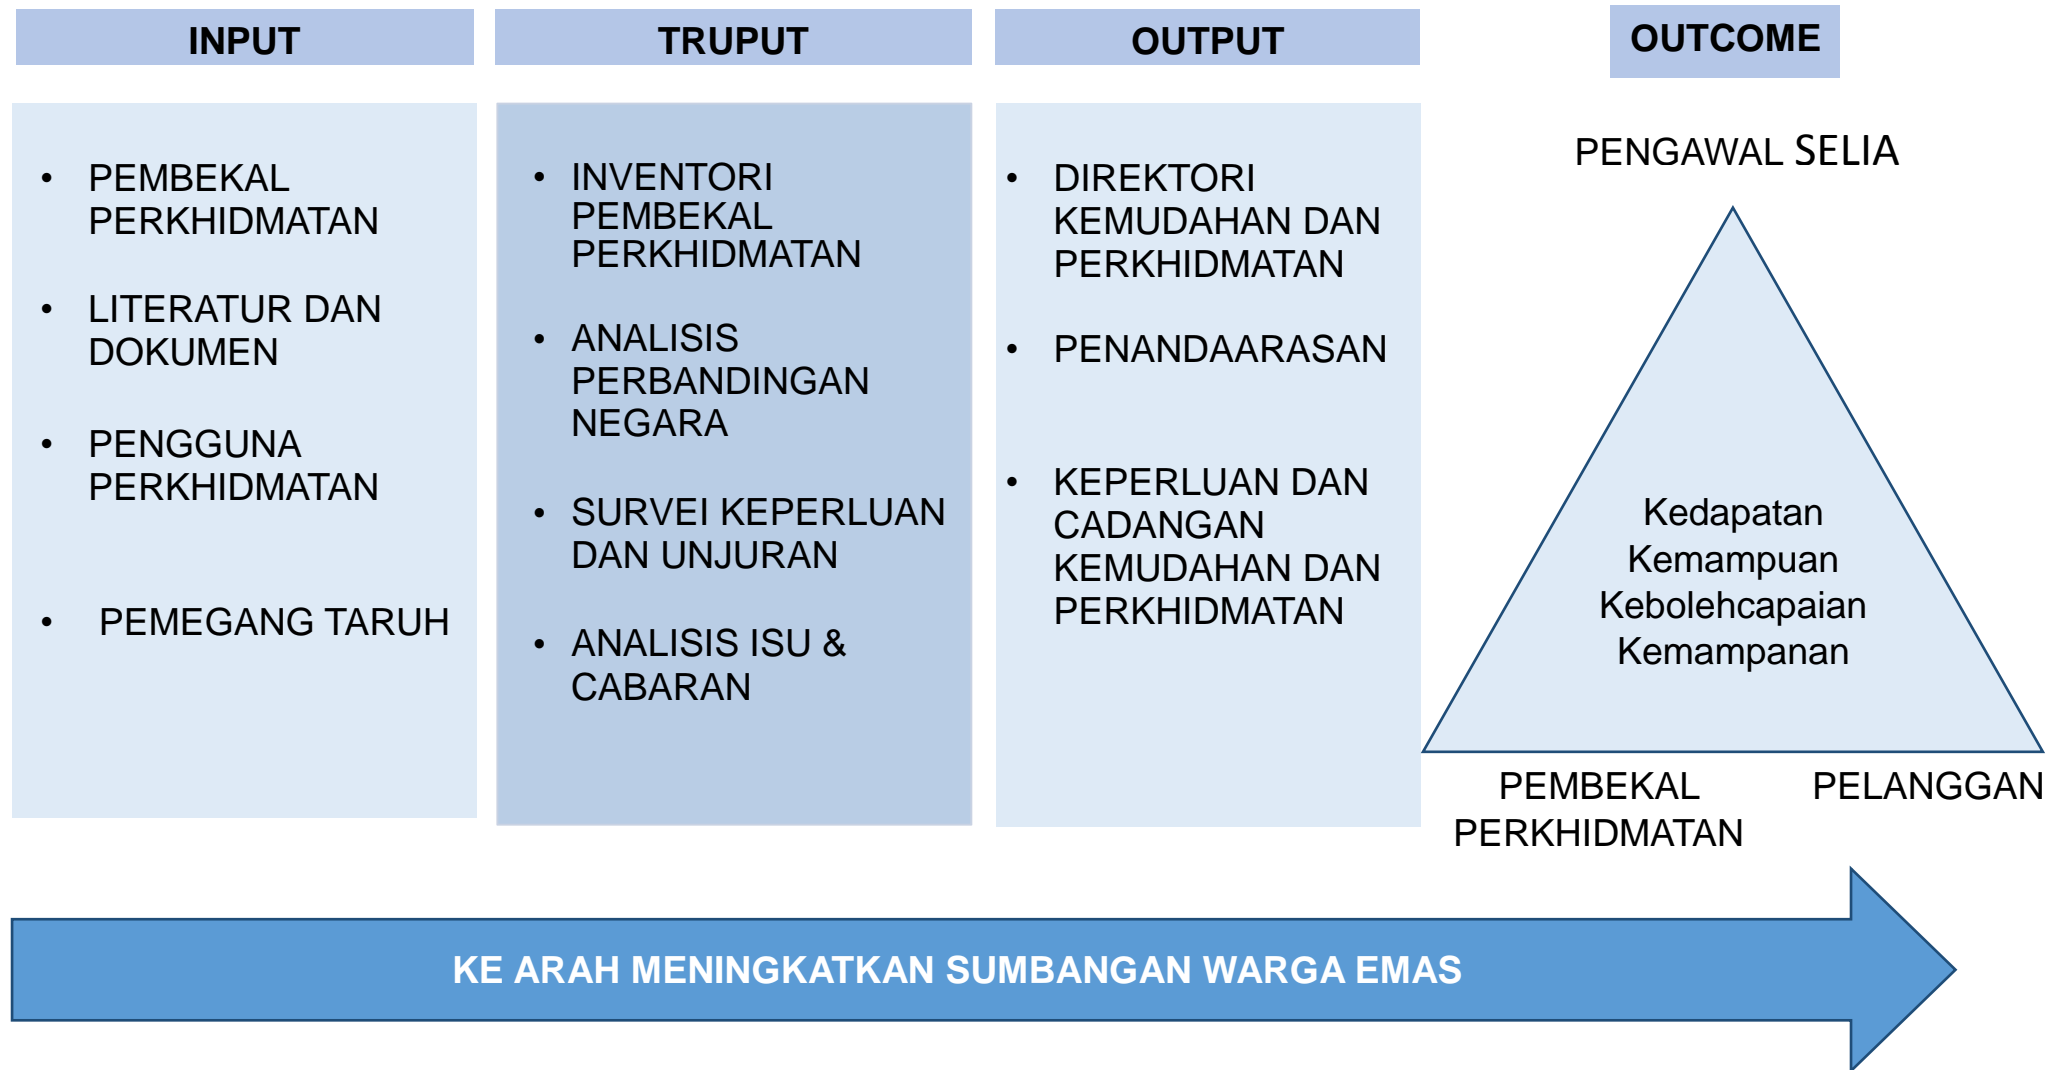 INPUT
PEMBEKAL
PERKHIDMATAN
LITERATUR DAN
DOKUMEN
PENGGUNA
PERKHIDMATAN
PEMEGANG TARUH
TRUPUT
INVENTORI
PEMBEKAL
PERKHIDMATAN
ANALISIS
PERBANDINGAN
NEGARA
SURVEI KEPERLUAN
DAN UNJURAN
ANALISIS ISU &
CABARAN
OUTPUT
DIREKTORI
KEMUDAHAN DAN
PERKHIDMATAN
PENANDAARASAN
KEPERLUAN DAN
CADANGAN
KEMUDAHAN DAN
PERKHIDMATAN
OUTCOME
PENGAWAL SELIA
Kedapatan
Kemampuan
Kebolehcapaian
Kemampanan
PEMBEKAL
PERKHIDMATAN
PELANGGAN
KE ARAH MENINGKATKAN SUMBANGAN WARGA EMAS